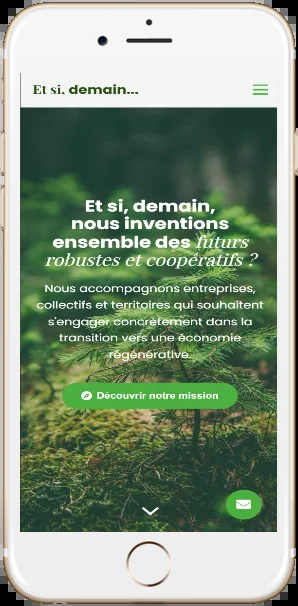 Et si, demain...
Et si, demain,
nous inventions
ensemble des futurs
robustes et coopératifs ?
Nous accompagnons entreprises,
collectifs et territoires qui souhaitent
s'engager concrètement dans la
transition vers une économie
régénérative.
Découvrir notre mission